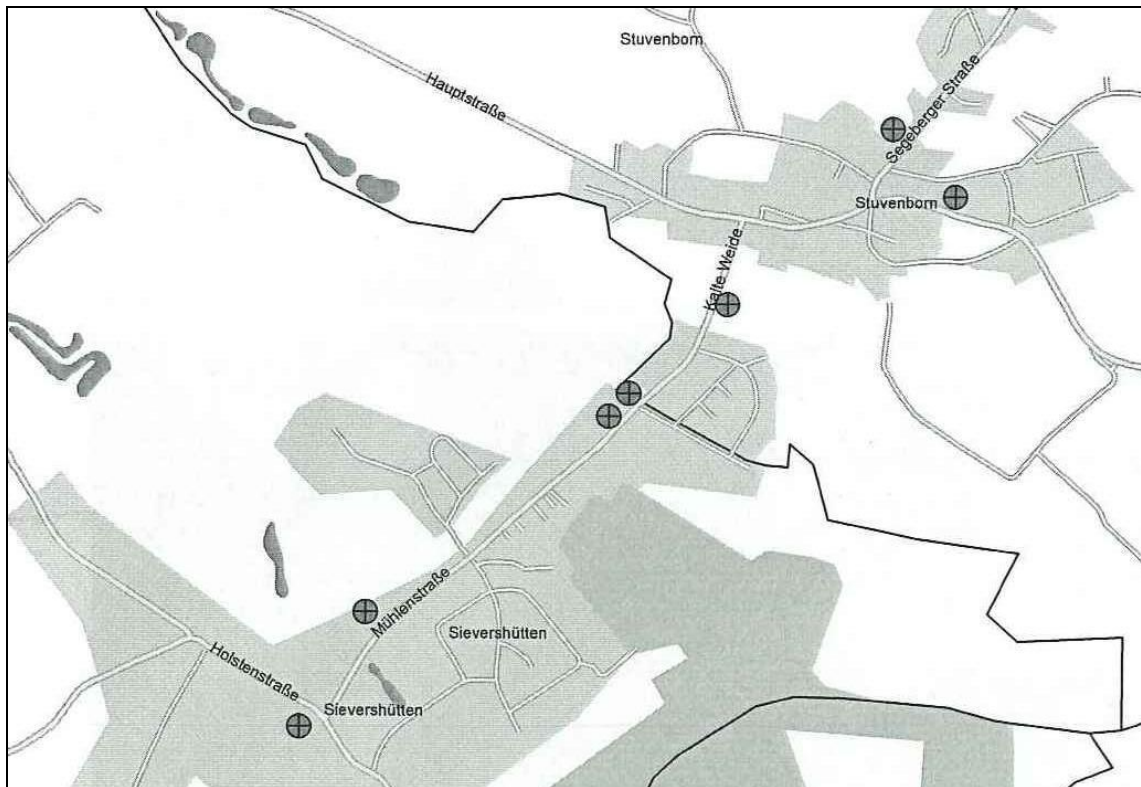 Stuvenborn
Hauptstraße
Segeberger Straße
Stuvenborn
Kalte Weide
Mühlenstraße
Sievershütten
Holstenstraße
Sievershütten